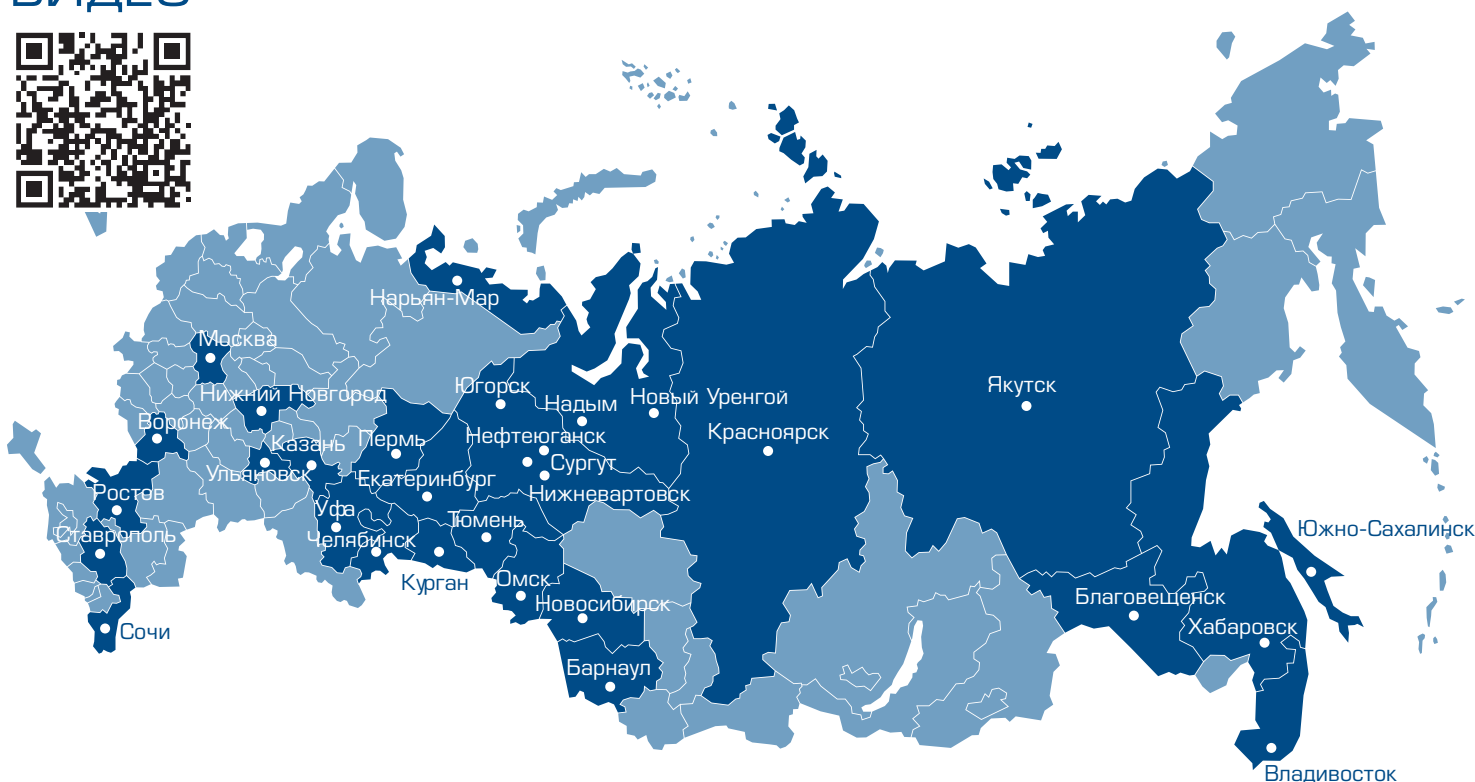 ВИДЕО
Нарьян-Мар
Москва
Югорск
Якутск
Нижний Новгород
Надым
Новый Уренгой
Воронеж
Казань
Пермь
Нефтеюганск
Красноярск
Ульяновск
Сургут
Екатеринбург
Ростов
Нижневартовск
Уфа
Тюмень
Ставрополь
Челябинск
Южно-Сахалинск
Курган
Омск
Новосибирск
Благовещенск
Сочи
Хабаровск
Барнаул
Владивосток